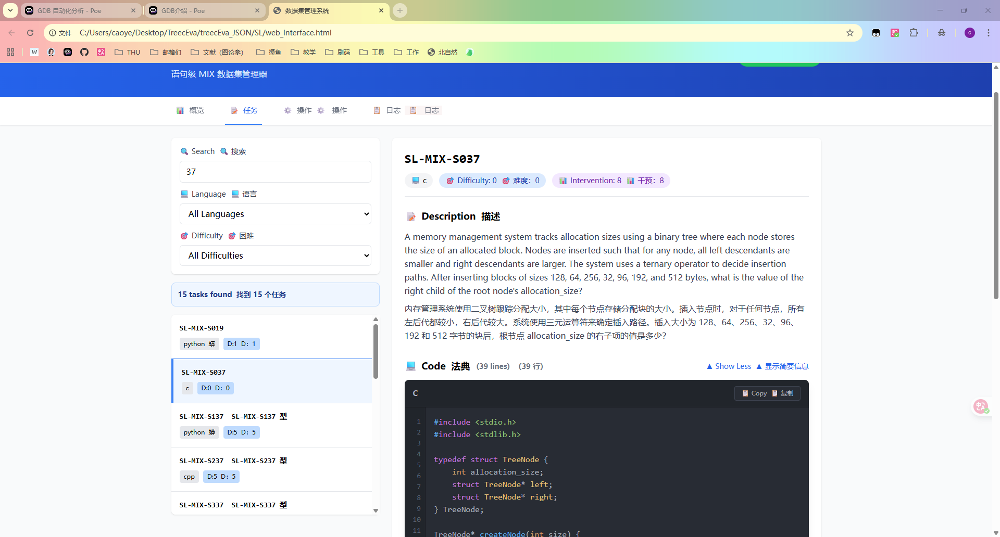 GDB 自动化分析 - Poe
GDB介绍 - Poe
数据集管理系统
文件 C:/Users/caoye/Desktop/TreecEva/treecEva_JSON/SL/web_interface.html
c
W THU 邮箱们 文献（图论参） 摸鱼 教学 刷码 工具 工作 北自然
语句级 MIX 数据集管理器
概览 任务 操作 操作 日志 日志
Search 搜索
37
Language 语言
All Languages
Difficulty 困难
All Difficulties
15 tasks found 找到 15 个任务
SL-MIX-S019
python 蟒 D:1 D：1
SL-MIX-S037
c D:0 D：0
SL-MIX-S137 SL-MIX-S137 型
python 蟒 D:5 D：5
SL-MIX-S237 SL-MIX-S237 型
cpp D:5 D：5
SL-MIX-S337 SL-MIX-S337 型
SL-MIX-S037
c Difficulty: 0 难度：0 Intervention: 8 干预：8
Description 描述
A memory management system tracks allocation sizes using a binary tree where each node stores
the size of an allocated block. Nodes are inserted such that for any node, all left descendants are
smaller and right descendants are larger. The system uses a ternary operator to decide insertion
paths. After inserting blocks of sizes 128, 64, 256, 32, 96, 192, and 512 bytes, what is the value of the
right child of the root node's allocation_size?
内存管理系统使用二叉树跟踪分配大小，其中每个节点存储分配块的大小。插入节点时，对于任何节点，所有
左后代都较小，右后代较大。系统使用三元运算符来确定插入路径。插入大小为 128、64、256、32、96、
192 和 512 字节的块后，根节点 allocation_size 的右子项的值是多少？
Code 法典 (39 lines) （39 行） ▲ Show Less ▲ 显示简要信息
C Copy 复制
1 #include <stdio.h>
2 #include <stdlib.h>
3
4 typedef struct TreeNode {
5     int allocation_size;
6     struct TreeNode* left;
7     struct TreeNode* right;
8 } TreeNode;
9
10 TreeNode* createNode(int size) {
11